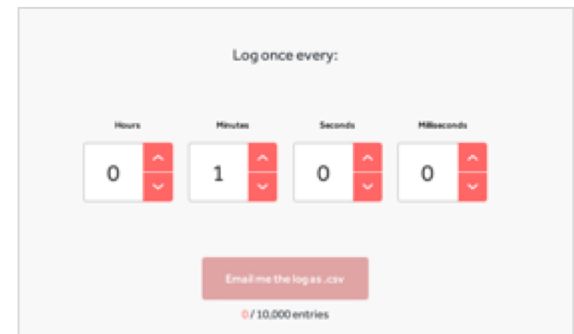 Log once every:
Hours Minutes Seconds Milliseconds
0 1 0 0
Email me the log as .csv
0 / 10,000 entries